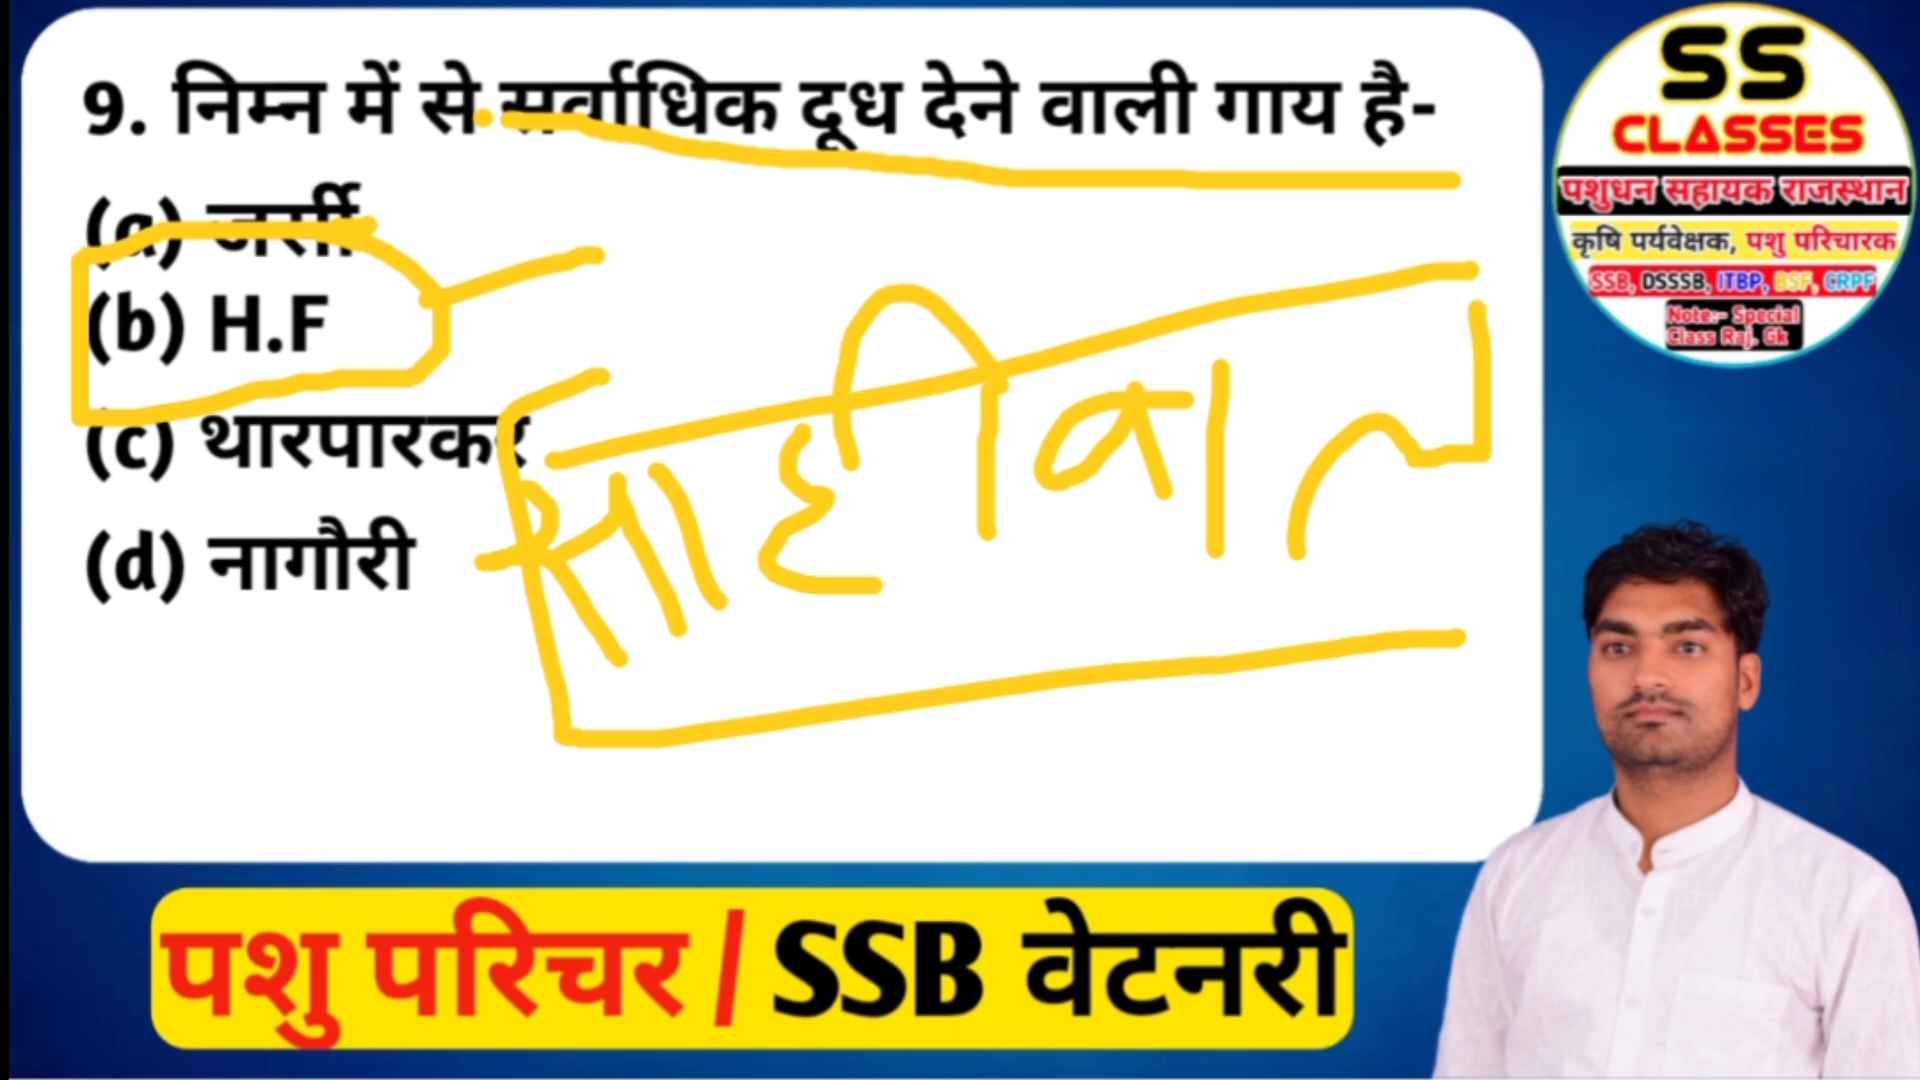 9. निम्न में से सर्वाधिक दूध देने वाली गाय है-
(a) जर्सी
(b) H.F
(c) थारपारकर
(d) नागौरी
साहीवाल
पशु परिचर / SSB वेटनरी
SS
CLASSES
पशुधन सहायक राजस्थान
कृषि पर्यवेक्षक, पशु परिचारक
SSB, DSSSB, ITBP, BSF, CRPF
Note:- Special
Class Raj. Gk